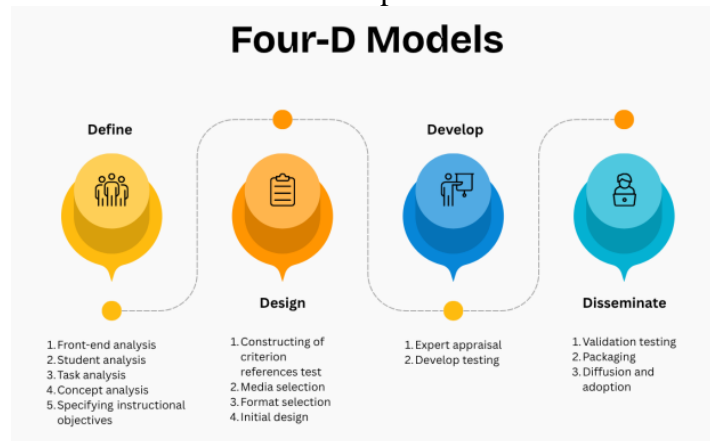 Four-D Models
Define
1. Front-end analysis
2. Student analysis
3. Task analysis
4. Concept analysis
5. Specifying instructional
objectives
Design
1. Constructing of
criterion
references test
2. Media selection
3. Format selection
4. Initial design
Develop
1. Expert appraisal
2. Develop testing
Disseminate
1. Validation testing
2. Packaging
3. Diffusion and
adoption